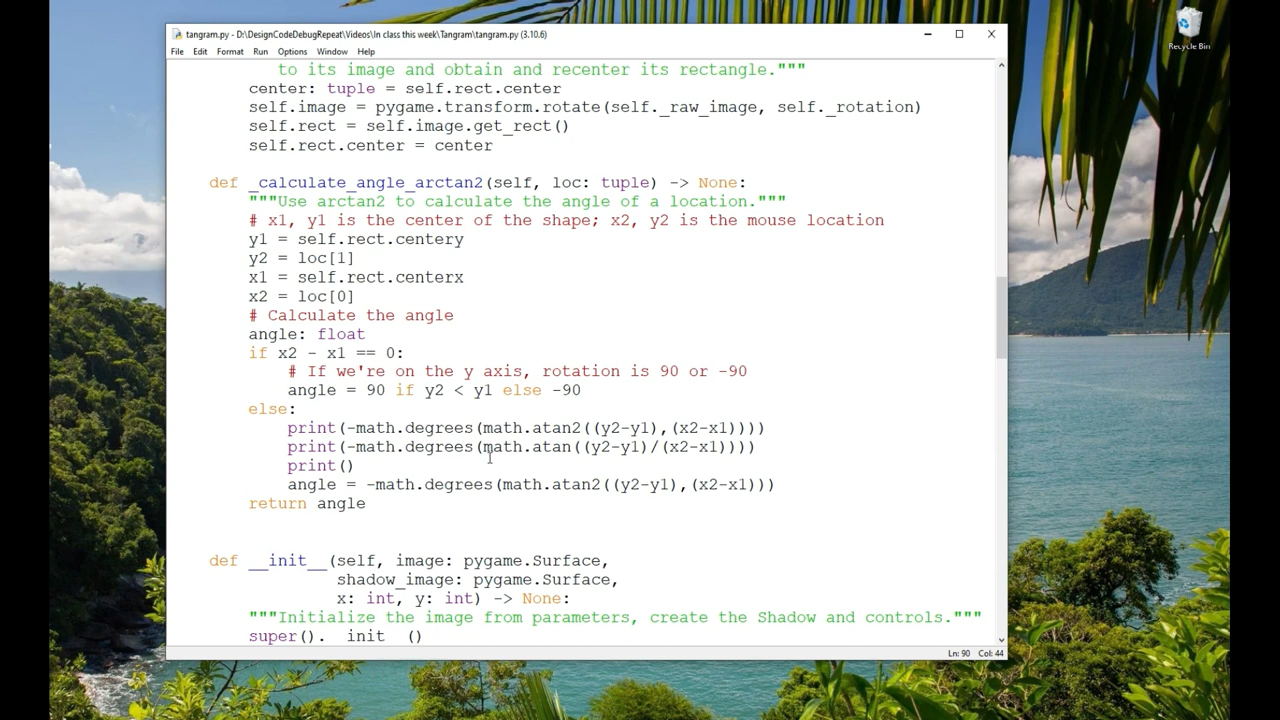 tangram.py - D:\DesignCodeDebugRepeat\Videos\In class this week\Tangram\tangram.py (3.10.6)
File Edit Format Run Options Window Help
Recycle Bin
to its image and obtain and recenter its rectangle."""
center: tuple = self.rect.center
self.image = pygame.transform.rotate(self._raw_image, self._rotation)
self.rect = self.image.get_rect()
self.rect.center = center
def _calculate_angle_arctan2(self, loc: tuple) -> None:
"""Use arctan2 to calculate the angle of a location."""
# x1, y1 is the center of the shape; x2, y2 is the mouse location
y1 = self.rect.centery
y2 = loc[1]
x1 = self.rect.centerx
x2 = loc[0]
# Calculate the angle
angle: float
if x2 - x1 == 0:
# If we're on the y axis, rotation is 90 or -90
angle = 90 if y2 < y1 else -90
else:
print(-math.degrees(math.atan2((y2-y1),(x2-x1))))
print(-math.degrees(math.atan((y2-y1)/(x2-x1))))
print()
angle = -math.degrees(math.atan2((y2-y1),(x2-x1)))
return angle
def __init__(self, image: pygame.Surface,
shadow_image: pygame.Surface,
x: int, y: int) -> None:
"""Initialize the image from parameters, create the Shadow and controls."""
super().__init__()
Ln: 90 Col: 44